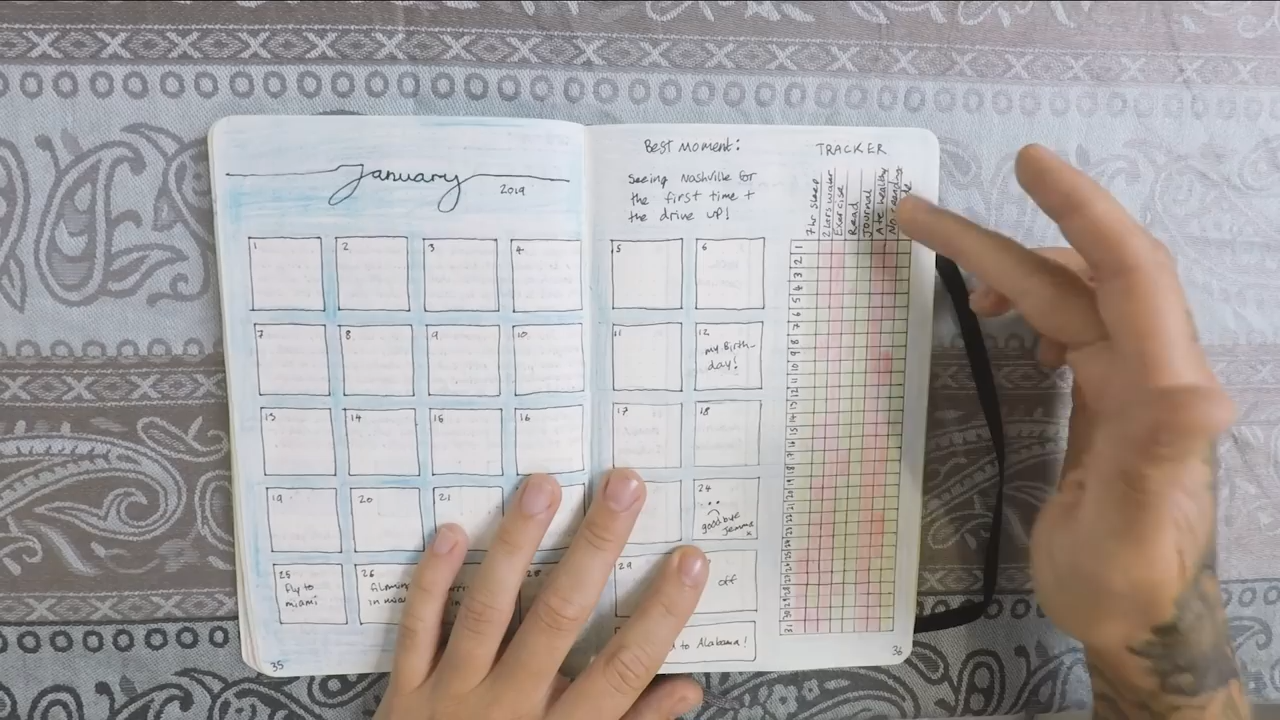 January
2019
1 2 3 4
7 8 9 10
13 14 15 16
19 20 21
25 26 28
Fly to
miami
filming
in
in
35
Best Moment:
Seeing Nashville for
the first time +
the drive up!
5 6
11 12
my Birth-
day!
17 18
24
goodbye
Jemma
x
29
off
to Alabama!
TRACKER
7hr sleep
2 Liters water
Exercise
Read
Journal
Ate healthy
No
1
2
3
4
5
6
7
8
9
10
11
12
13
14
15
16
17
18
19
20
21
22
23
24
25
26
27
28
29
30
31
36